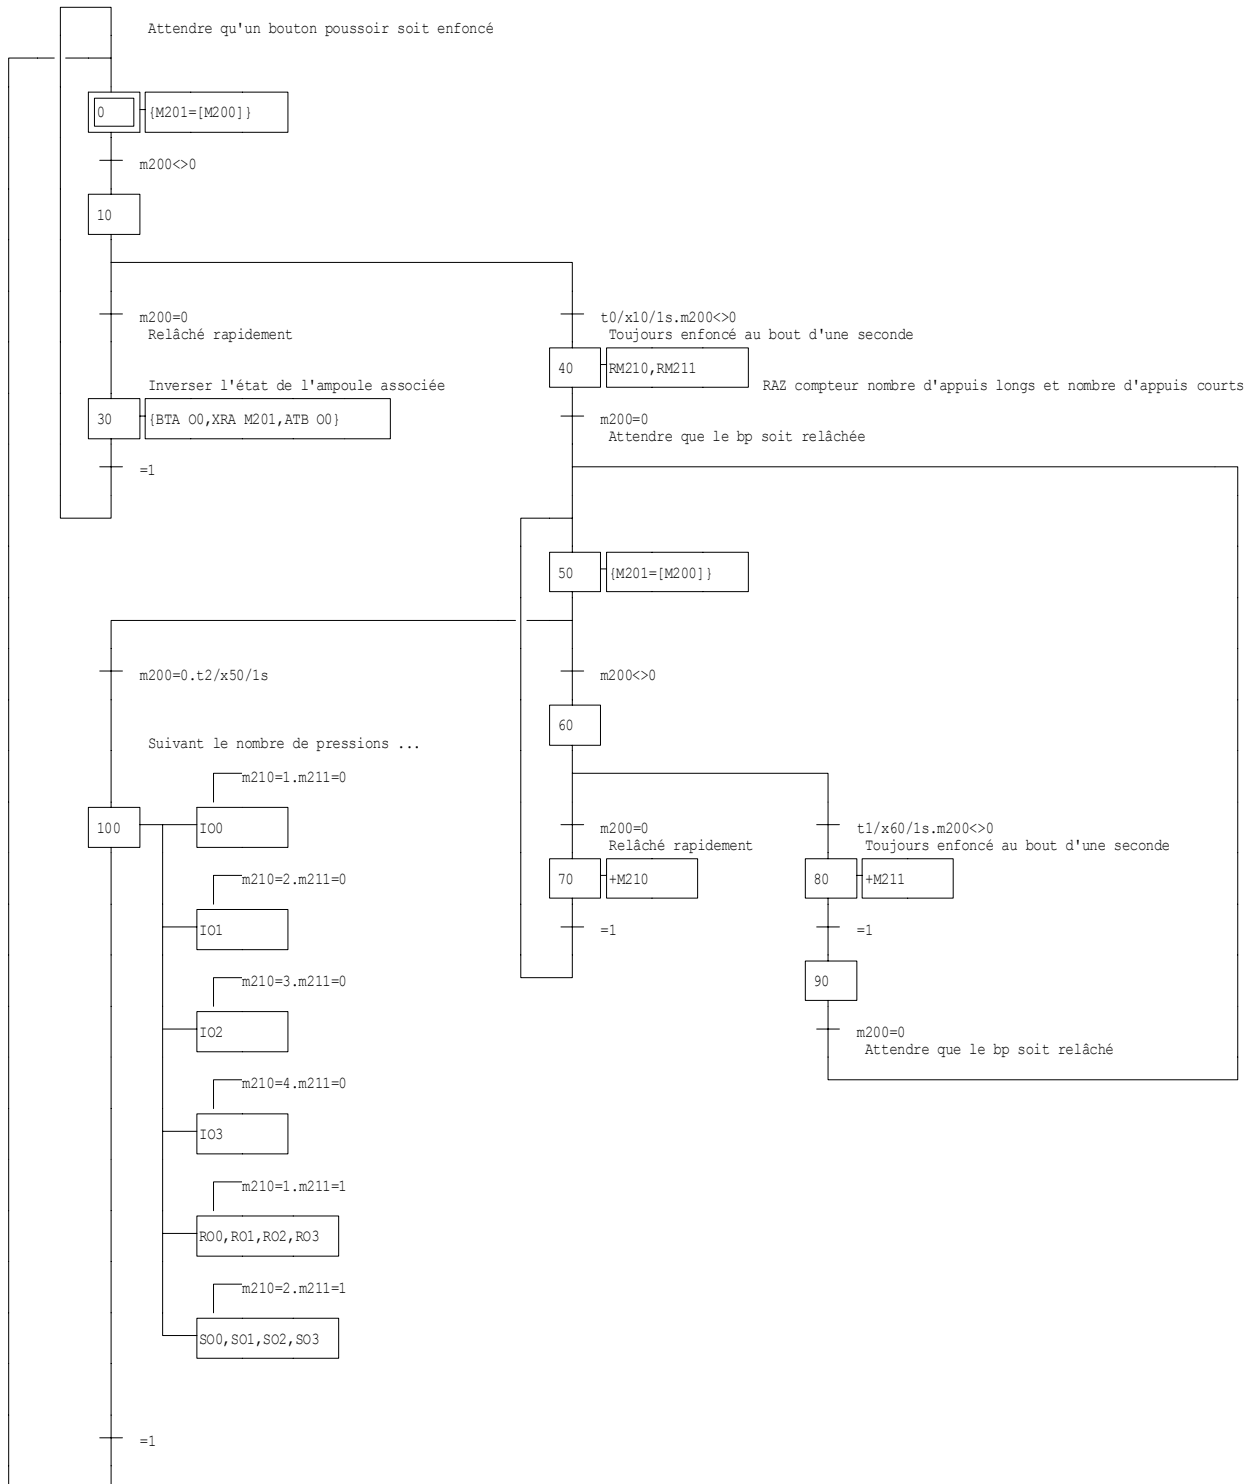 Attendre qu'un bouton poussoir soit enfoncé
0
{M201=[M200]}
m200<>0
10
m200=0
Relâché rapidement
t0/x10/1s.m200<>0
Toujours enfoncé au bout d'une seconde
40
RM210,RM211
RAZ compteur nombre d'appuis longs et nombre d'appuis courts
Inverser l'état de l'ampoule associée
30
{BTA O0,XRA M201,ATB O0}
m200=0
Attendre que le bp soit relâchée
=1
50
{M201=[M200]}
m200=0.t2/x50/1s
m200<>0
60
Suivant le nombre de pressions ...
m210=1.m211=0
100
IO0
m200=0
Relâché rapidement
t1/x60/1s.m200<>0
Toujours enfoncé au bout d'une seconde
70
+M210
80
+M211
m210=2.m211=0
IO1
=1
=1
90
m210=3.m211=0
IO2
m200=0
Attendre que le bp soit relâché
m210=4.m211=0
IO3
m210=1.m211=1
RO0,RO1,RO2,RO3
m210=2.m211=1
SO0,SO1,SO2,SO3
=1